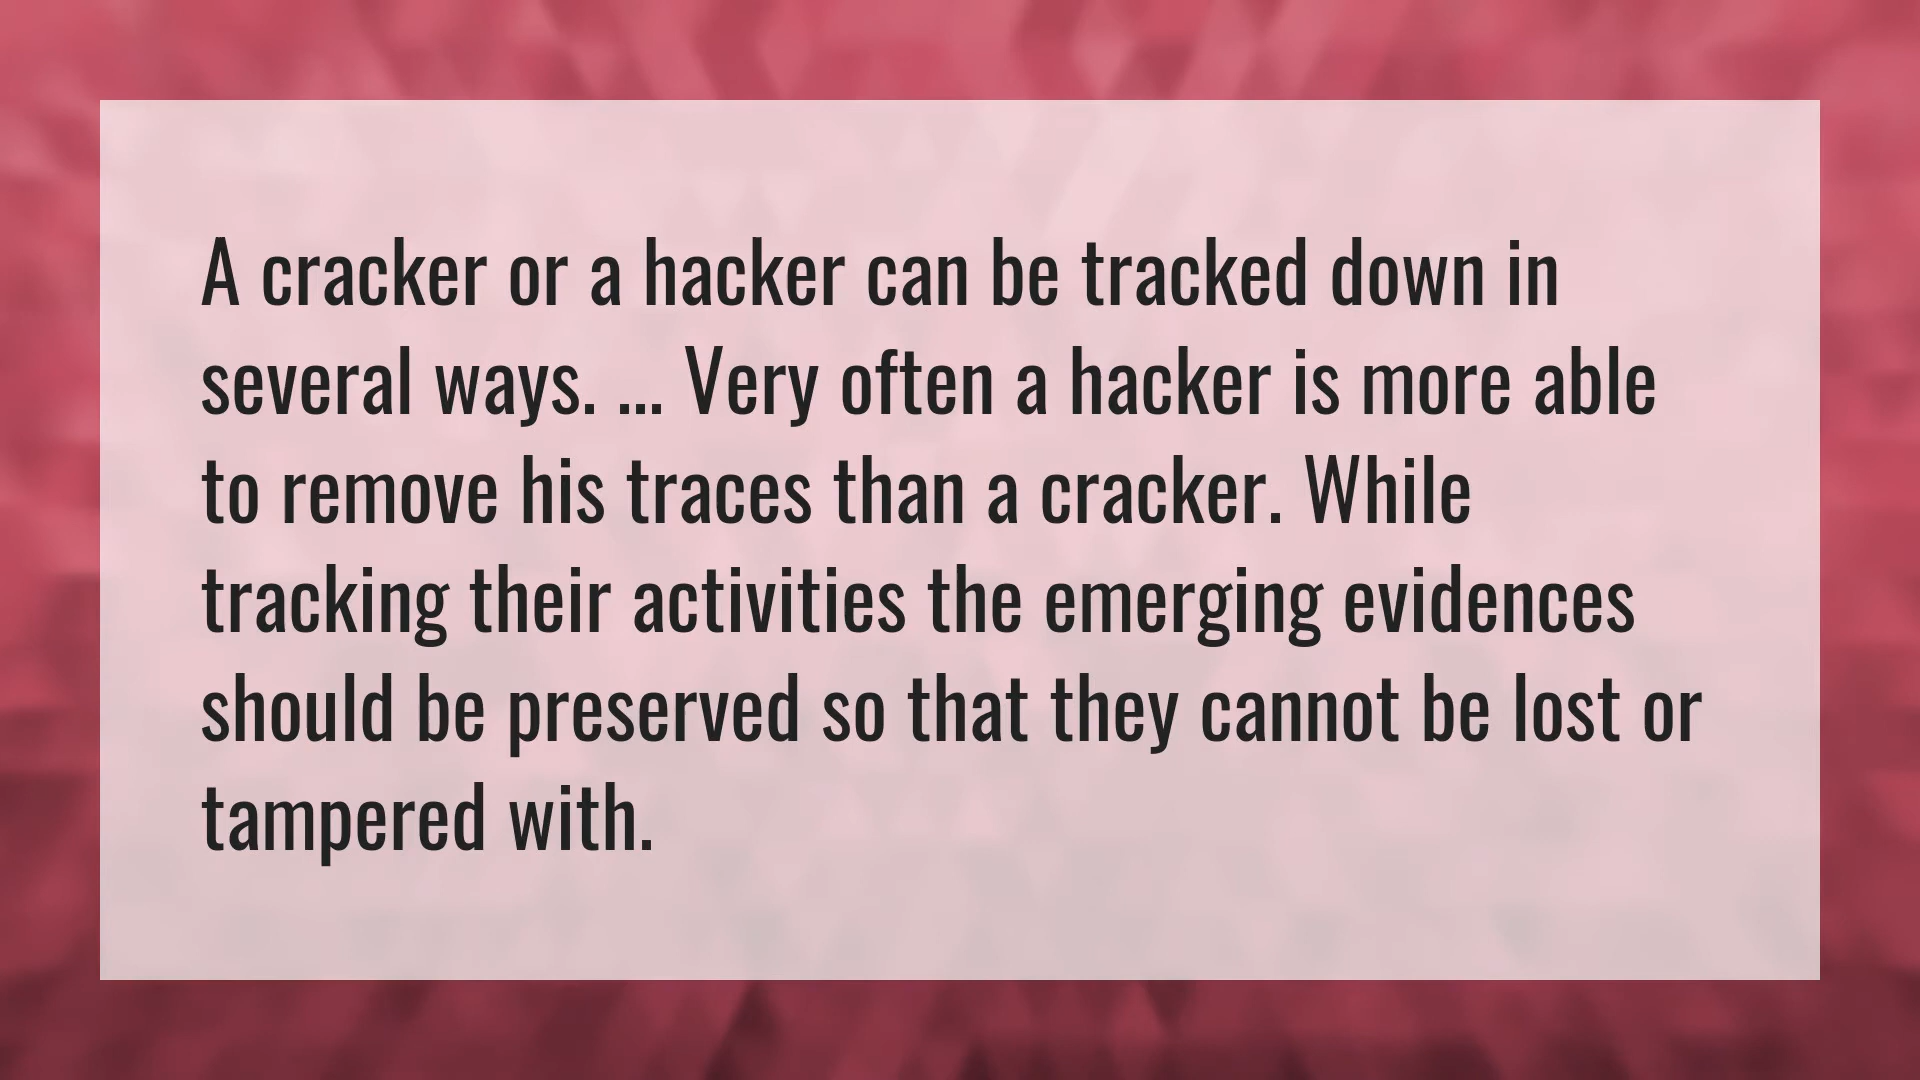 A cracker or a hacker can be tracked down in
several ways. ... Very often a hacker is more able
to remove his traces than a cracker. While
tracking their activities the emerging evidences
should be preserved so that they cannot be lost or
tampered with.